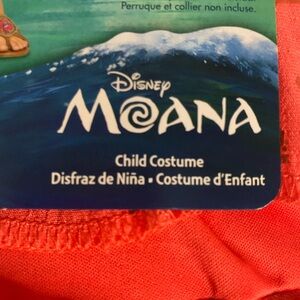 Perruque et collier non incluse.
Disney
MOANA
Child Costume
Disfraz de Niña • Costume d'Enfant